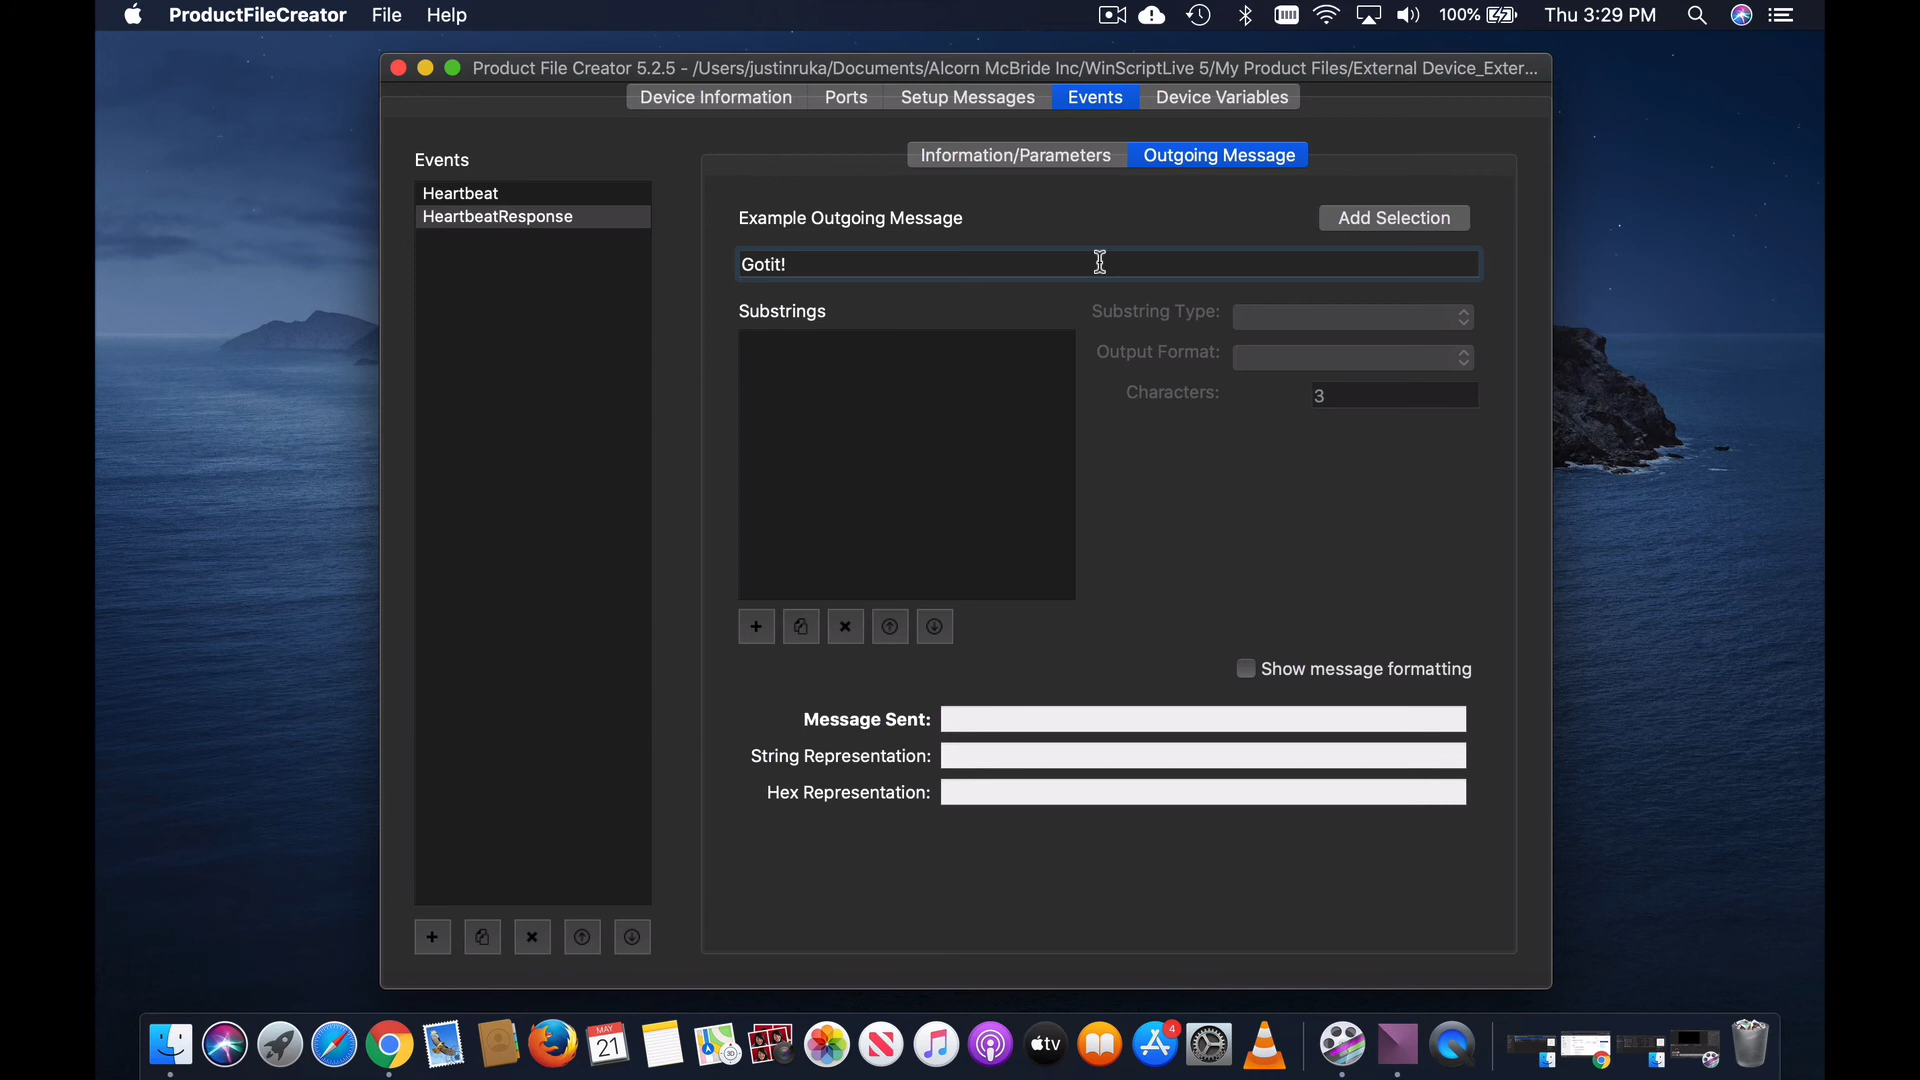 ProductFileCreator File Help 100% Thu 3:29 PM
Product File Creator 5.2.5 - /Users/justinruka/Documents/Alcorn McBride Inc/WinScriptLive 5/My Product Files/External Device_Exter...
Device Information Ports Setup Messages Events Device Variables
Events
Heartbeat
HeartbeatResponse
Information/Parameters Outgoing Message
Example Outgoing Message Add Selection
Gotit!
Substrings
Substring Type:
Output Format:
Characters: 3
Show message formatting
Message Sent:
String Representation:
Hex Representation:
MAY
21
3D
tv
4